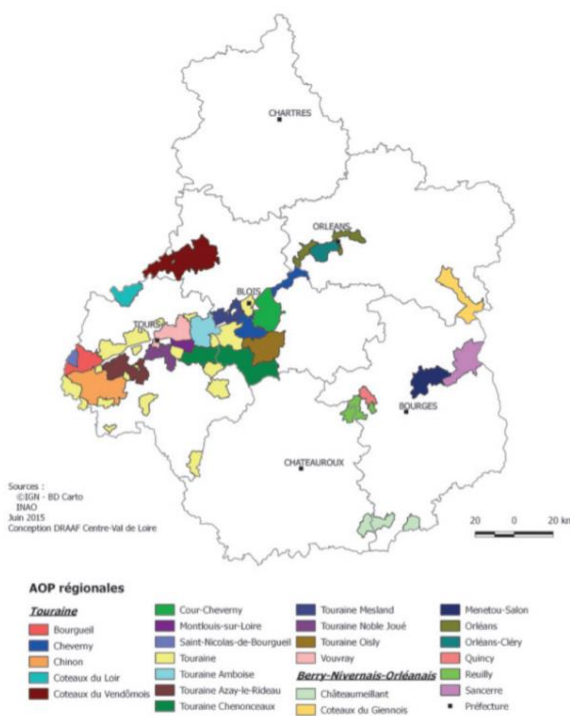 CHARTRES
ORLEANS
BLOIS
TOURS
BOURGES
CHATEAUROUX
Sources :
©IGN - BD Carto
INAO
Juin 2015
Conception DRAAF Centre-Val de Loire
20 0 20 km
AOP régionales
Touraine
Bourgueil
Cheverny
Chinon
Coteaux du Loir
Coteaux du Vendômois
Cour-Cheverny
Montlouis-sur-Loire
Saint-Nicolas-de-Bourgueil
Touraine
Touraine Amboise
Touraine Azay-le-Rideau
Touraine Chenonceaux
Touraine Mesland
Touraine Noble Joué
Touraine Oisly
Vouvray
Berry-Nivernais-Orléanais
Châteaumeillant
Coteaux du Giennois
Menetou-Salon
Orléans
Orléans-Cléry
Quincy
Reuilly
Sancerre
Préfecture